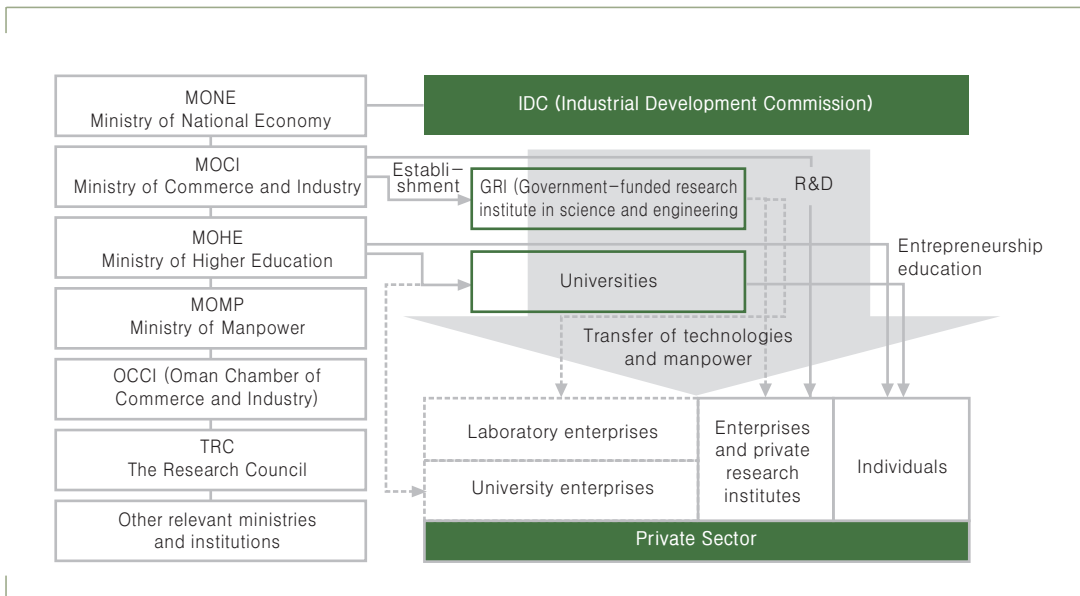 MONE
Ministry of National Economy
IDC (Industrial Development Commission)
MOCI
Ministry of Commerce and Industry
Establi-
shment
GRI (Government-funded research
institute in science and engineering
R&D
MOHE
Ministry of Higher Education
Entrepreneurship
education
Universities
MOMP
Ministry of Manpower
Transfer of technologies
and manpower
OCCI (Oman Chamber of
Commerce and Industry)
TRC
The Research Council
Other relevant ministries
and institutions
Laboratory enterprises
University enterprises
Enterprises
and private
research
institutes
Individuals
Private Sector